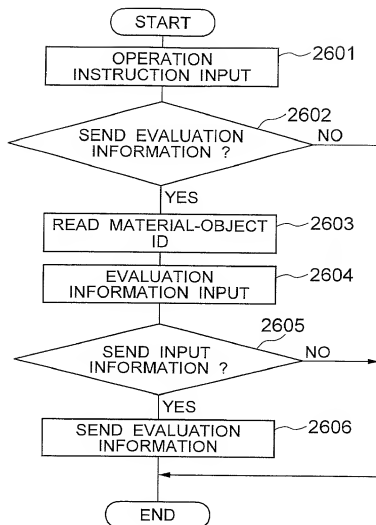 START
OPERATION
INSTRUCTION INPUT
2601
SEND EVALUATION
INFORMATION ?
2602
NO
YES
READ MATERIAL-OBJECT
ID
2603
EVALUATION
INFORMATION INPUT
2604
SEND INPUT
INFORMATION ?
2605
NO
YES
SEND EVALUATION
INFORMATION
2606
END